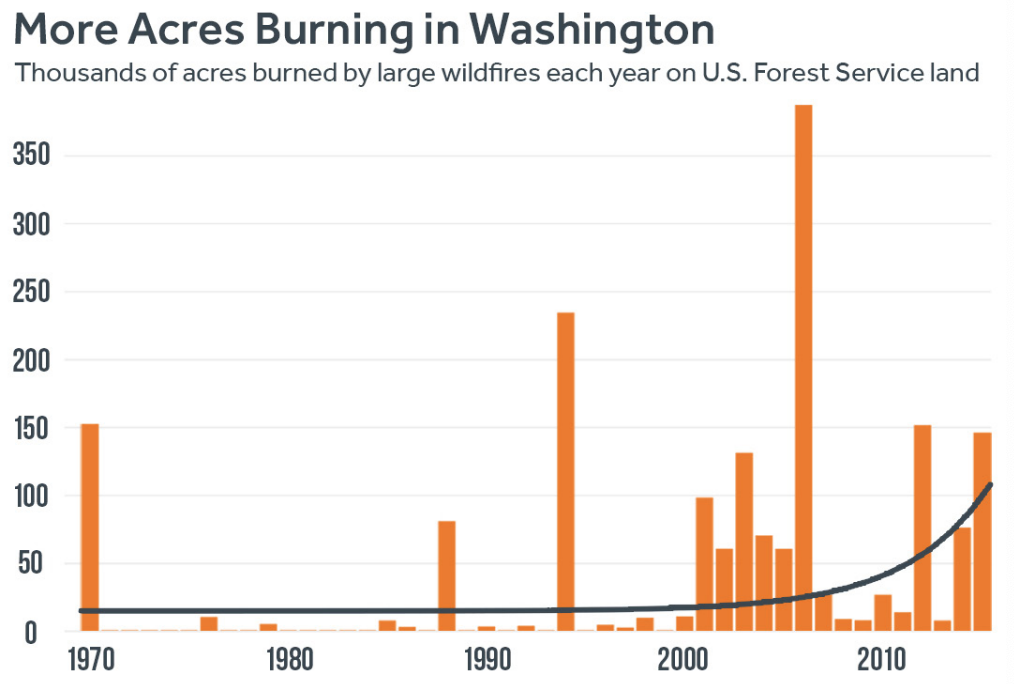 More Acres Burning in Washington
Thousands of acres burned by large wildfires each year on U.S. Forest Service land
350
300
250
200
150
100
50
0
1970 1980 1990 2000 2010